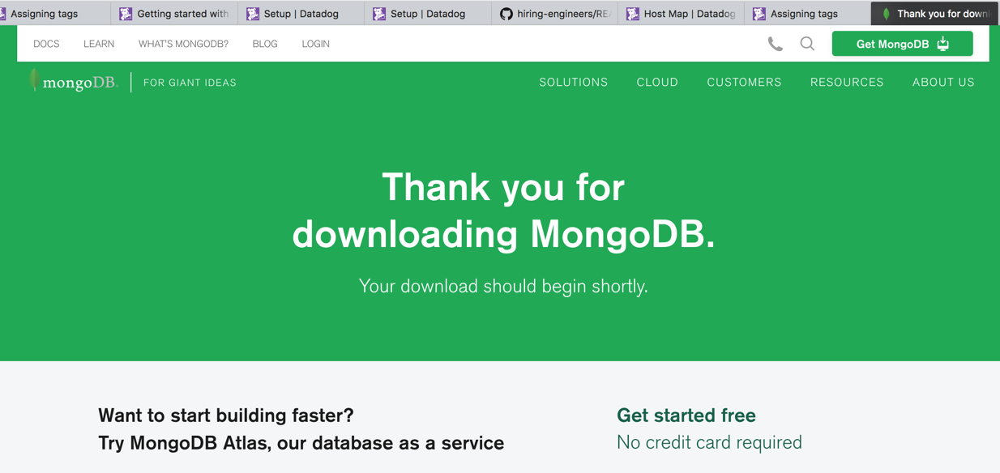 Assigning tags
Getting started with
Setup | Datadog
Setup | Datadog
hiring-engineers/RE
Host Map | Datadog
Assigning tags
Thank you for down
DOCS
LEARN
WHAT'S MONGODB?
BLOG
LOGIN
Get MongoDB
mongoDB.
FOR GIANT IDEAS
SOLUTIONS
CLOUD
CUSTOMERS
RESOURCES
ABOUT US
Thank you for
downloading MongoDB.
Your download should begin shortly.
Want to start building faster?
Try MongoDB Atlas, our database as a service
Get started free
No credit card required